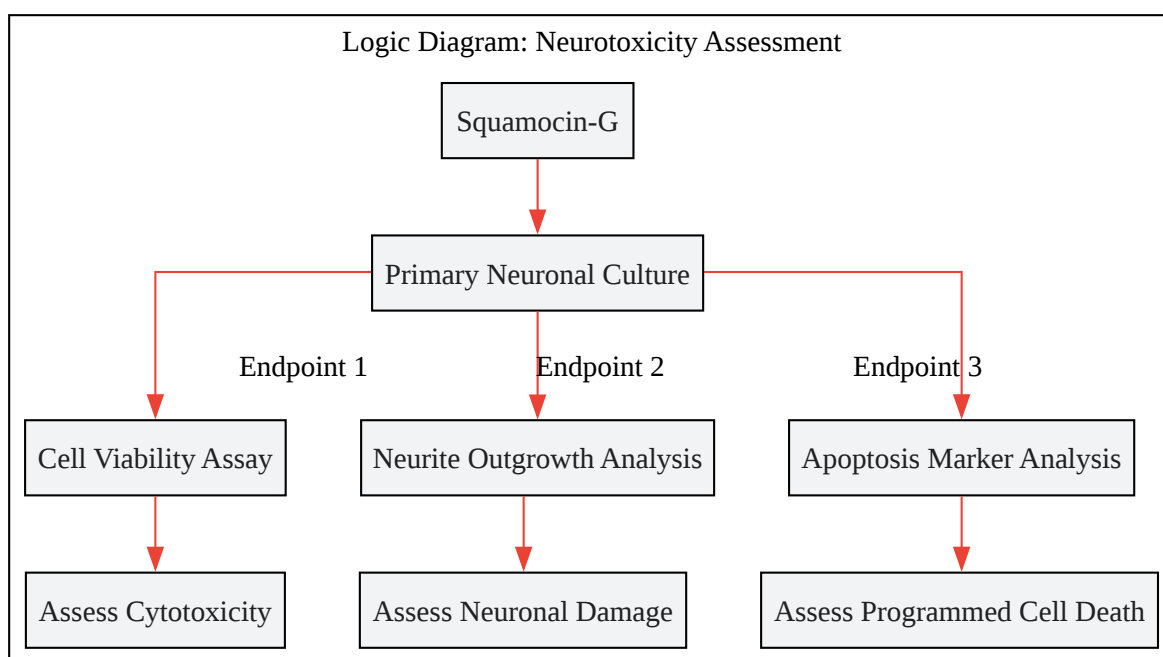 Logic Diagram: Neurotoxicity Assessment
Squamocin-G
Primary Neuronal Culture
Endpoint 1
Endpoint 2
Endpoint 3
Cell Viability Assay
Neurite Outgrowth Analysis
Apoptosis Marker Analysis
Assess Cytotoxicity
Assess Neuronal Damage
Assess Programmed Cell Death